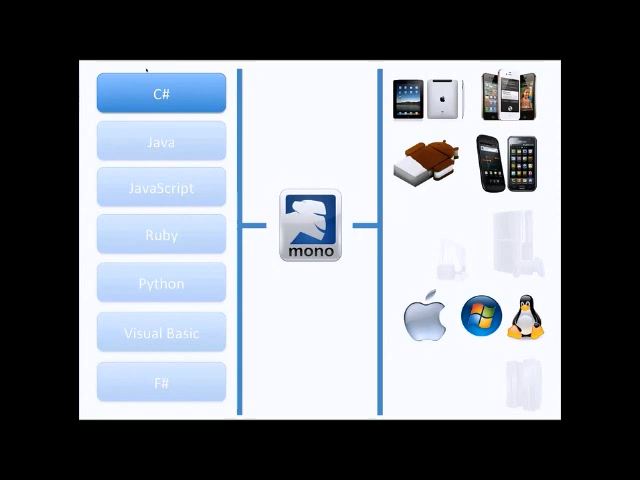 C#
Java
JavaScript
Ruby
Python
Visual Basic
F#
mono